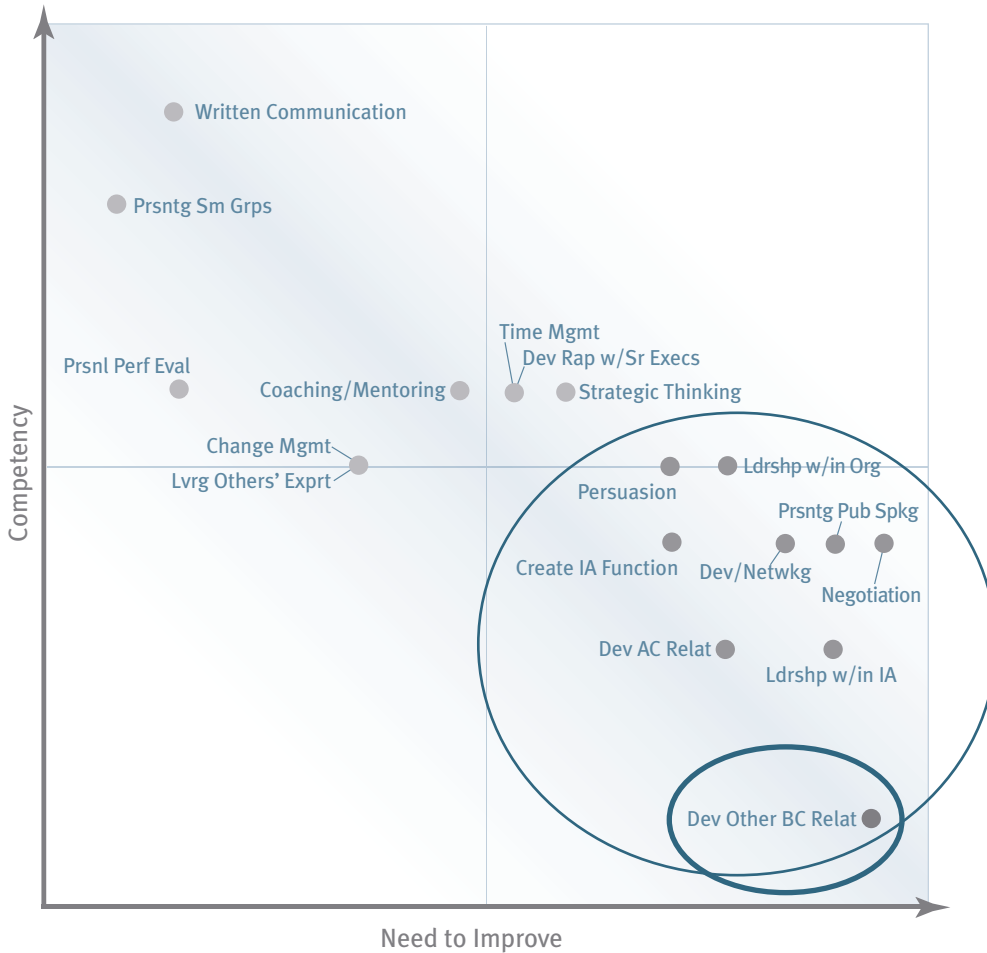 Written Communication
Prsntg Sm Grps
Time Mgmt
Dev Rap w/Sr Execs
Prsnl Perf Eval
Coaching/Mentoring
Strategic Thinking
Change Mgmt
Lvrg Others’ Exprt
Ldrshp w/in Org
Persuasion
Prsntg Pub Spkg
Create IA Function
Dev/Netwkg
Negotiation
Dev AC Relat
Ldrshp w/in IA
Dev Other BC Relat
Competency
Need to Improve